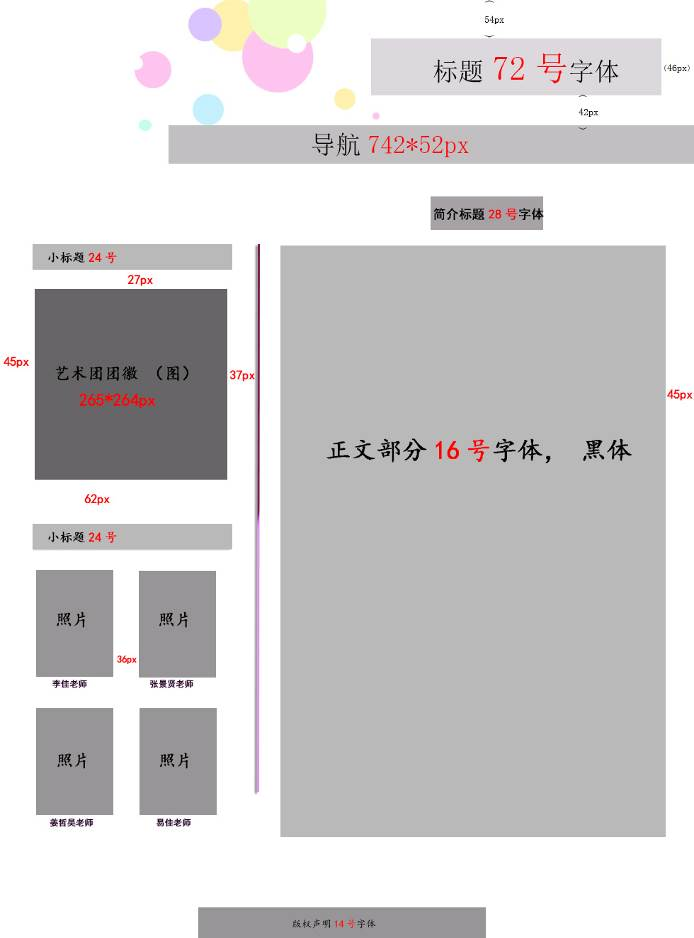 54px
标题 72 号字体
(46px)
42px
导航 742*52px
简介标题 28 号字体
小标题 24 号
27px
45px
艺术团团徽 (图)
265*264px
37px
45px
正文部分 16 号字体, 黑体
62px
小标题 24 号
照片
照片
36px
李佳老师
张景贤老师
照片
照片
姜哲昊老师
易佳老师
版权声明 14 号字体